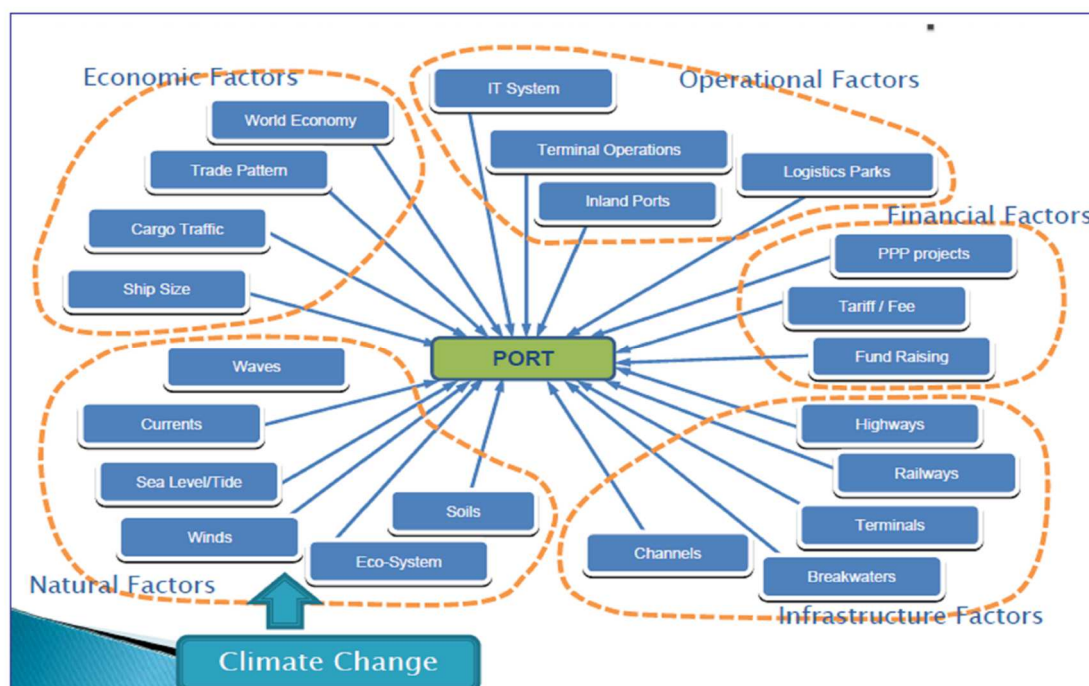 Economic Factors
World Economy
Trade Pattern
Cargo Traffic
Ship Size
Operational Factors
IT System
Terminal Operations
Inland Ports
Logistics Parks
Financial Factors
PPP projects
Tariff / Fee
Fund Raising
PORT
Waves
Currents
Sea Level/Tide
Winds
Eco-System
Soils
Natural Factors
Highways
Railways
Terminals
Channels
Breakwaters
Infrastructure Factors
Climate Change